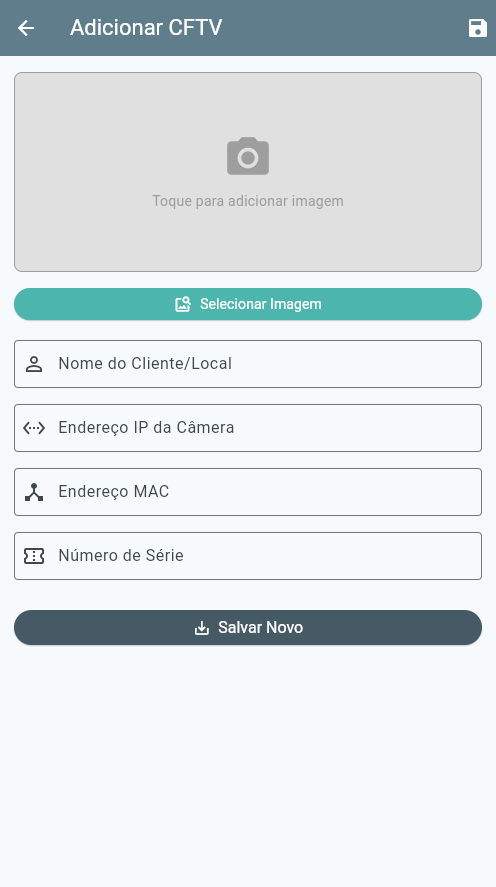 Adicionar CFTV
Toque para adicionar imagem
Selecionar Imagem
Nome do Cliente/Local
Endereço IP da Câmera
Endereço MAC
Número de Série
Salvar Novo